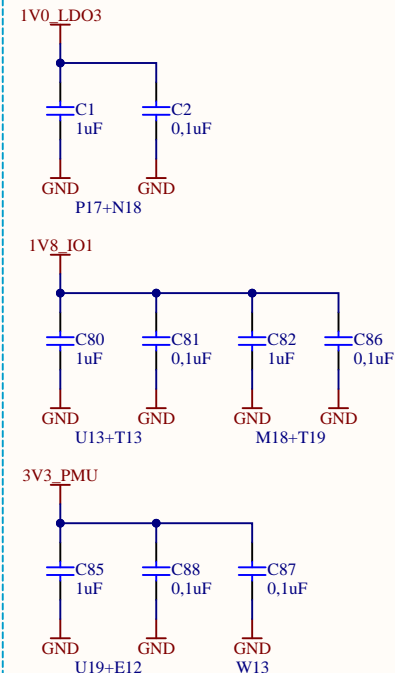 1V0_LDO3
C1 C2
1uF 0,1uF
GND GND
P17+N18
1V8_IO1
C80 C81 C82 C86
1uF 0,1uF 1uF 0,1uF
GND GND GND GND
U13+T13 M18+T19
3V3_PMU
C85 C88 C87
1uF 0,1uF 0,1uF
GND GND GND
U19+E12 W13